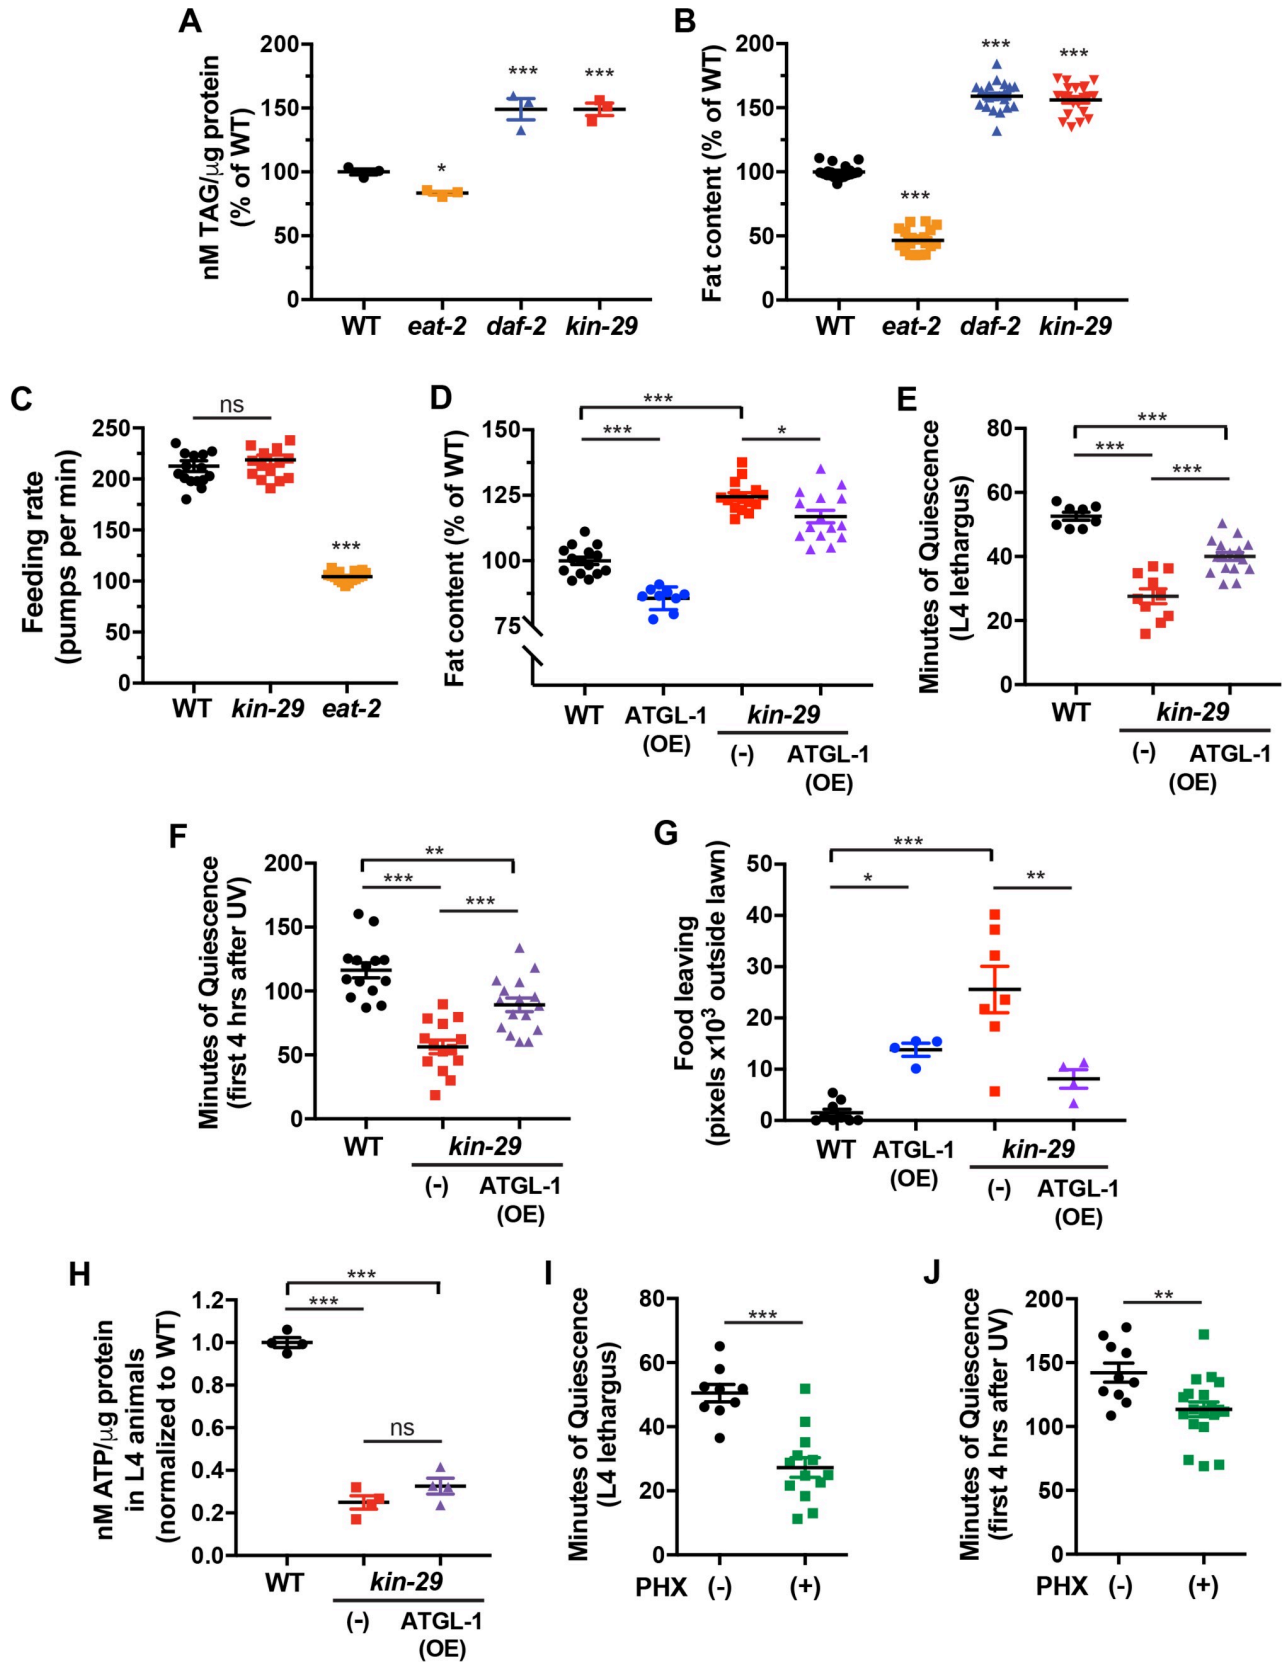 A
nM TAG/μg protein
(% of WT)
200
150
100
50
0
*
***
***
WT eat-2 daf-2 kin-29
B
Fat content (% of WT)
200
150
100
50
0
***
***
***
WT eat-2 daf-2 kin-29
C
Feeding rate
(pumps per min)
250
200
150
100
50
0
ns
***
WT kin-29 eat-2
D
Fat content (% of WT)
150
125
100
75
***
***
*
WT ATGL-1
(OE)
kin-29
(-) ATGL-1
(OE)
E
Minutes of Quiescence
(L4 lethargus)
80
60
40
20
0
***
***
***
WT kin-29
(-) ATGL-1
(OE)
F
Minutes of Quiescence
(first 4 hrs after UV)
200
150
100
50
0
**
***
***
WT kin-29
(-) ATGL-1
(OE)
G
Food leaving
(pixels x10³ outside lawn)
50
40
30
20
10
0
***
*
**
WT ATGL-1
(OE)
kin-29
(-) ATGL-1
(OE)
H
nM ATP/μg protein
in L4 animals
(normalized to WT)
1.2
1.0
0.8
0.6
0.4
0.2
0.0
***
***
ns
WT kin-29
(-) ATGL-1
(OE)
I
Minutes of Quiescence
(L4 lethargus)
80
60
40
20
0
***
PHX (-) (+)
J
Minutes of Quiescence
(first 4 hrs after UV)
200
150
100
50
0
**
PHX (-) (+)